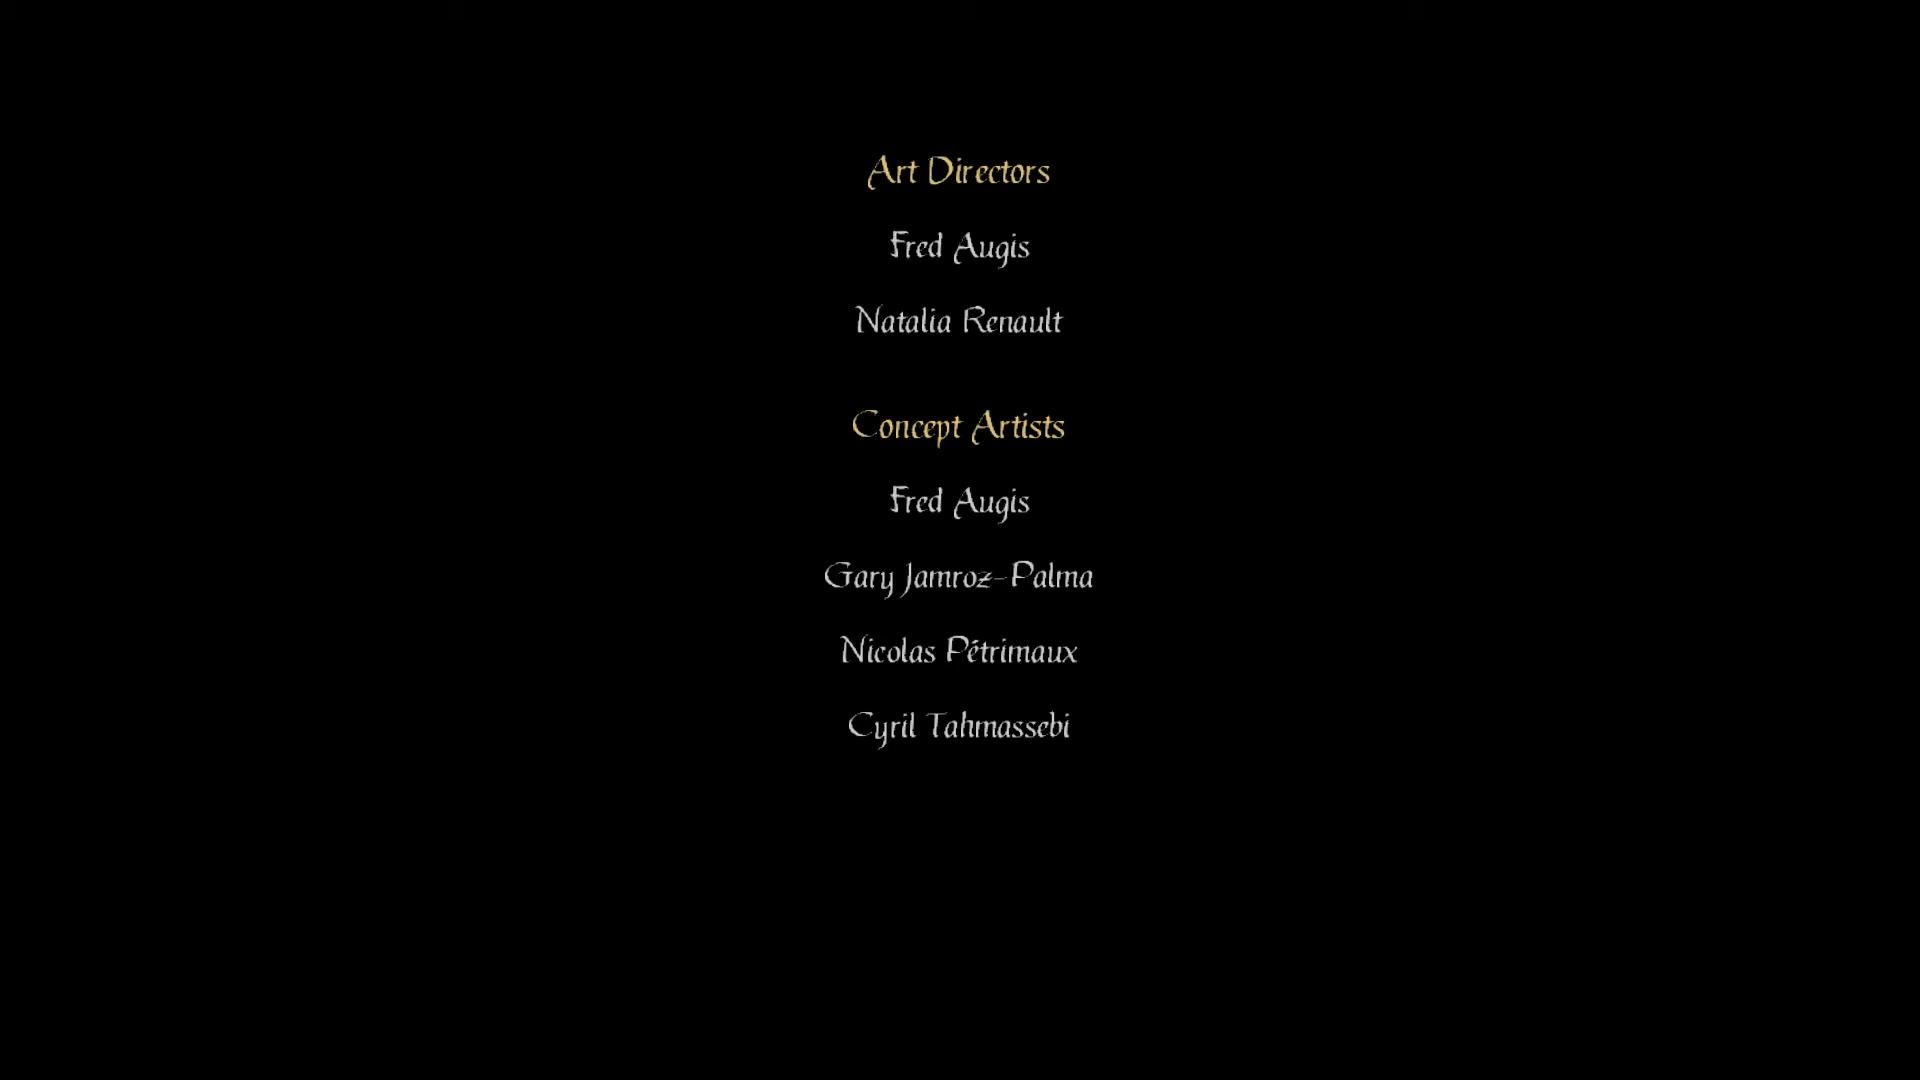 Art Directors
Fred Augis
Natalia Renault
Concept Artists
Fred Augis
Gary Jamroz-Palma
Nicolas Pétrimaux
Cyril Tahmassebi